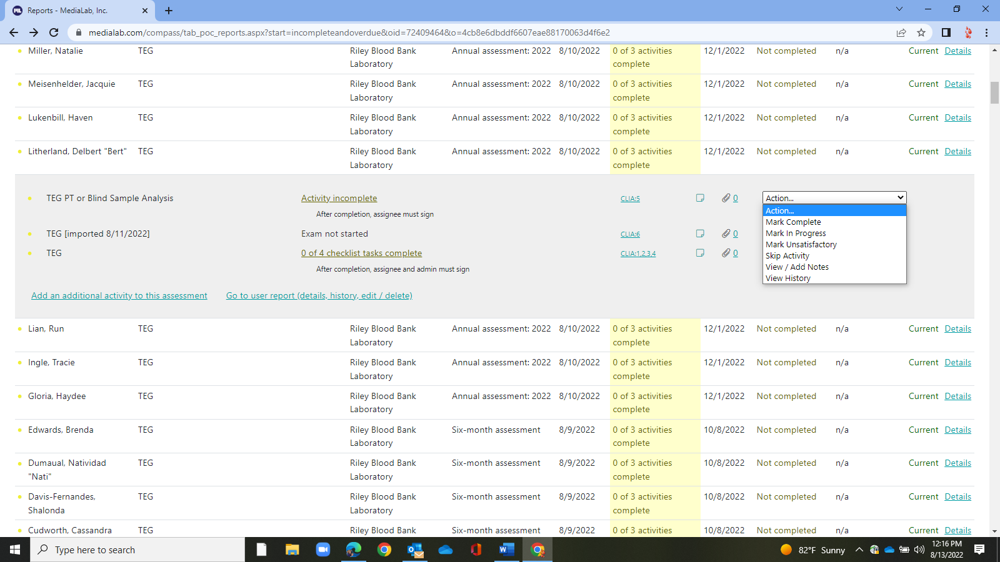 Reports - MediaLab, Inc.
medialab.com/compass/tab_poc_reports.aspx?start=incompleteandoverdue&oid=72409464&o=4cb8e6dbddf6607eae88170063d4f6e2
Miller, Natalie TEG Riley Blood Bank Annual assessment: 2022 8/10/2022 0 of 3 activities 12/1/2022 Not completed n/a Current Details
Laboratory complete
Meisenhelder, Jacquie TEG Riley Blood Bank Annual assessment: 2022 8/10/2022 0 of 3 activities 12/1/2022 Not completed n/a Current Details
Laboratory complete
Lukenbill, Haven TEG Riley Blood Bank Annual assessment: 2022 8/10/2022 0 of 3 activities 12/1/2022 Not completed n/a Current Details
Laboratory complete
Litherland, Delbert "Bert" TEG Riley Blood Bank Annual assessment: 2022 8/10/2022 0 of 3 activities 12/1/2022 Not completed n/a Current Details
Laboratory complete
TEG PT or Blind Sample Analysis Activity incomplete CLIA:5 0 Action...
Action...
After completion, assignee must sign
Mark Complete
TEG [imported 8/11/2022] Exam not started CLIA:6 0 Mark In Progress
Mark Unsatisfactory
TEG 0 of 4 checklist tasks complete CLIA:1,2,3,4 0 Skip Activity
After completion, assignee and admin must sign View / Add Notes
View History
Add an additional activity to this assessment Go to user report (details, history, edit / delete)
Lian, Run TEG Riley Blood Bank Annual assessment: 2022 8/10/2022 0 of 3 activities 12/1/2022 Not completed n/a Current Details
Laboratory complete
Ingle, Tracie TEG Riley Blood Bank Annual assessment: 2022 8/10/2022 0 of 3 activities 12/1/2022 Not completed n/a Current Details
Laboratory complete
Gloria, Haydee TEG Riley Blood Bank Annual assessment: 2022 8/10/2022 0 of 3 activities 12/1/2022 Not completed n/a Current Details
Laboratory complete
Edwards, Brenda TEG Riley Blood Bank Six-month assessment 8/9/2022 0 of 3 activities 10/8/2022 Not completed n/a Current Details
Laboratory complete
Dumaual, Natividad TEG Riley Blood Bank Six-month assessment 8/9/2022 0 of 3 activities 10/8/2022 Not completed n/a Current Details
"Nati" Laboratory complete
Davis-Fernandes, TEG Riley Blood Bank Six-month assessment 8/9/2022 0 of 3 activities 10/8/2022 Not completed n/a Current Details
Shalonda Laboratory complete
Cudworth, Cassandra TEG Riley Blood Bank Six-month assessment 8/9/2022 0 of 3 activities 10/8/2022 Not completed n/a Current Details
Type here to search 82°F Sunny 12:16 PM
8/13/2022